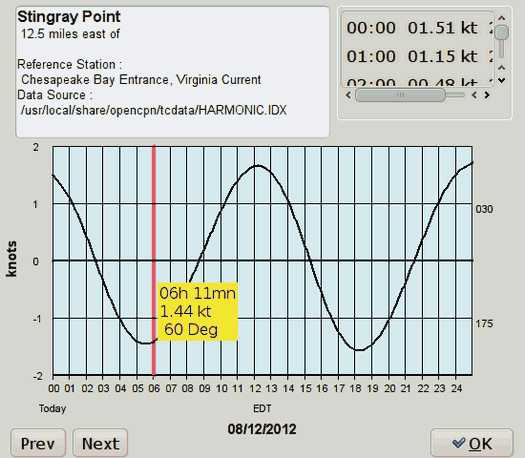 Stingray Point
12.5 miles east of
Reference Station :
Chesapeake Bay Entrance, Virginia Current
Data Source :
/usr/local/share/opencpn/tcdata/HARMONIC.IDX
00:00 01.51 kt
01:00 01.15 kt
02:00 00.48 kt
2
1
0
-1
-2
knots
030
175
06h 11mn
1.44 kt
60 Deg
00 01 02 03 04 05 06 07 08 09 10 11 12 13 14 15 16 17 18 19 20 21 22 23 24
Today
EDT
08/12/2012
Prev
Next
OK